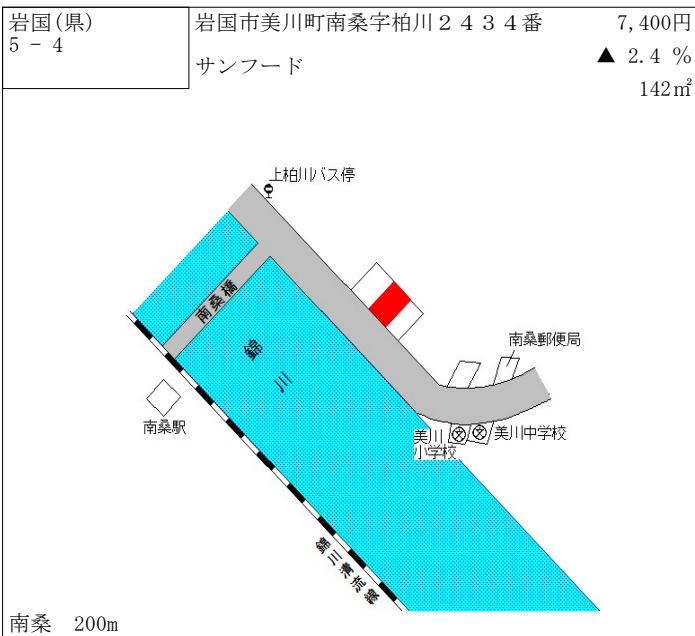 岩国(県)
5 － 4
岩国市美川町南桑字柏川２４３４番
7,400円
サンフード
▲ 2.4 %
142㎡
上柏川バス停
南桑橋
錦川
南桑郵便局
南桑駅
美川
小学校
美川中学校
錦川清流線
南桑　200m